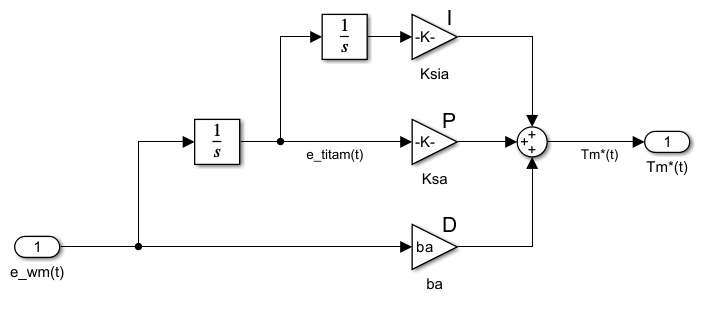 I
1
s
-K-
Ksia
P
1
s
e_titam(t)
-K-
Ksa
+
+
+
Tm*(t)
1
Tm*(t)
D
1
e_wm(t)
ba
ba